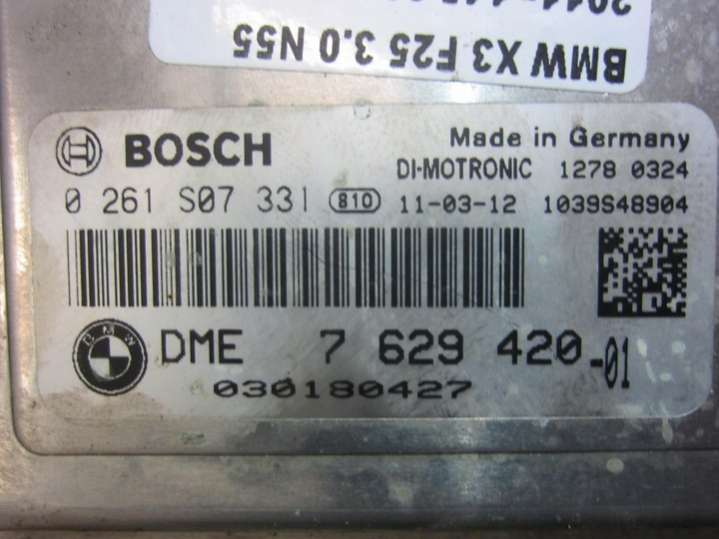 BMW X3 F25 3.0 N55
BOSCH
Made in Germany
DI-MOTRONIC 1278 0324
0 261 S07 331 810 11-03-12 1039S48904
BMW
DME 7 629 420-01
030180427